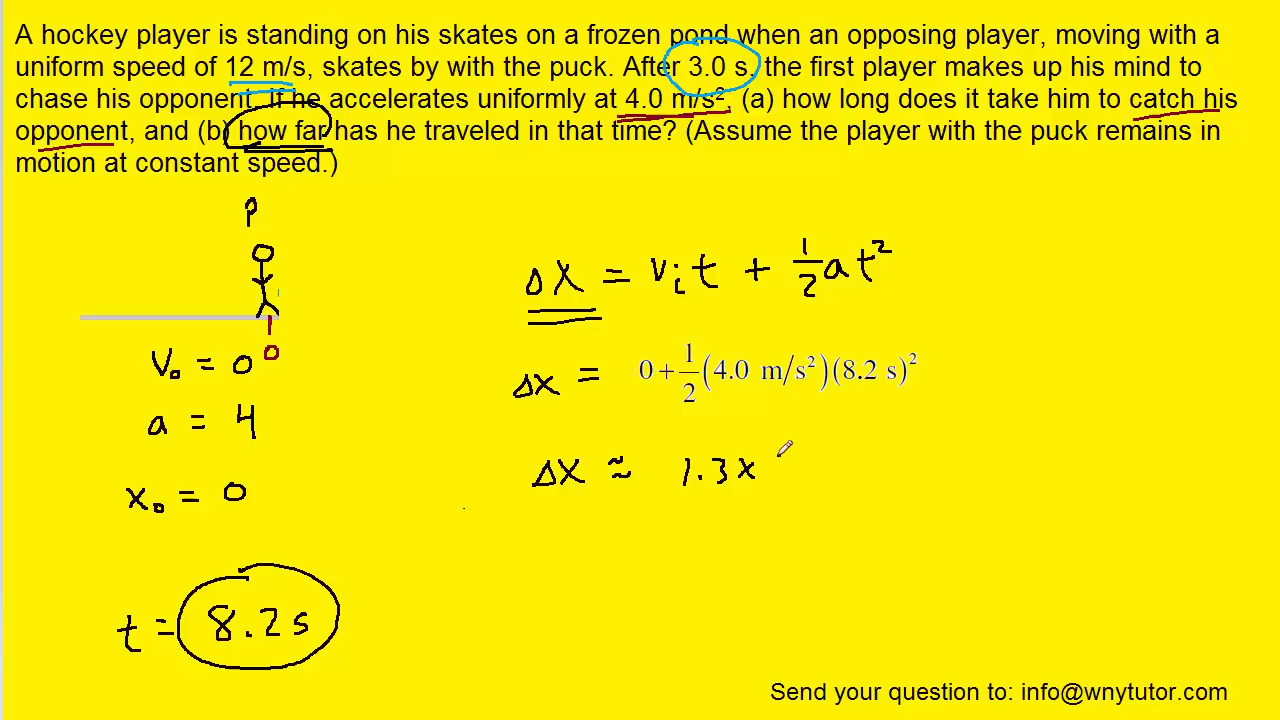 A hockey player is standing on his skates on a frozen pond when an opposing player, moving with a
uniform speed of 12 m/s, skates by with the puck. After 3.0 s, the first player makes up his mind to
chase his opponent. If he accelerates uniformly at 4.0 m/s², (a) how long does it take him to catch his
opponent, and (b) how far has he traveled in that time? (Assume the player with the puck remains in
motion at constant speed.)
P
0
V₀ = 0
a = 4
x₀ = 0
t = 8.2 s
Δx = vᵢt + 1/2 at²
Δx = 0 + 1/2 (4.0 m/s²)(8.2 s)²
Δx ≈ 1.3 x
Send your question to: info@wnytutor.com